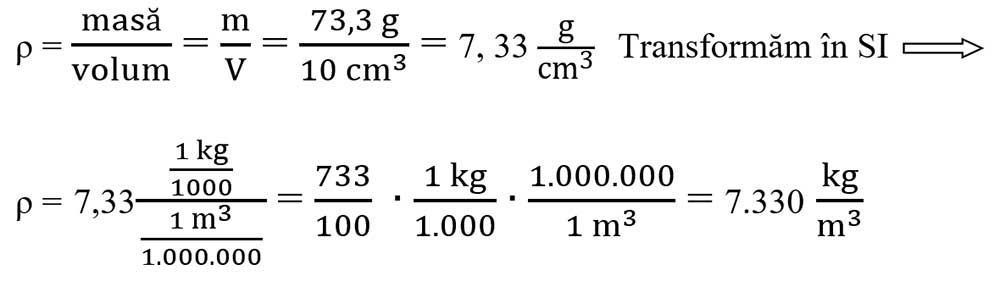 ρ = masă/volum = m/V = 73,3 g/10 cm³ = 7, 33 g/cm³ Transformăm în SI ⟹
ρ = 7,33 (1 kg/1000)/(1 m³/1.000.000) = 733/100 · 1 kg/1.000 · 1.000.000/1 m³ = 7.330 kg/m³